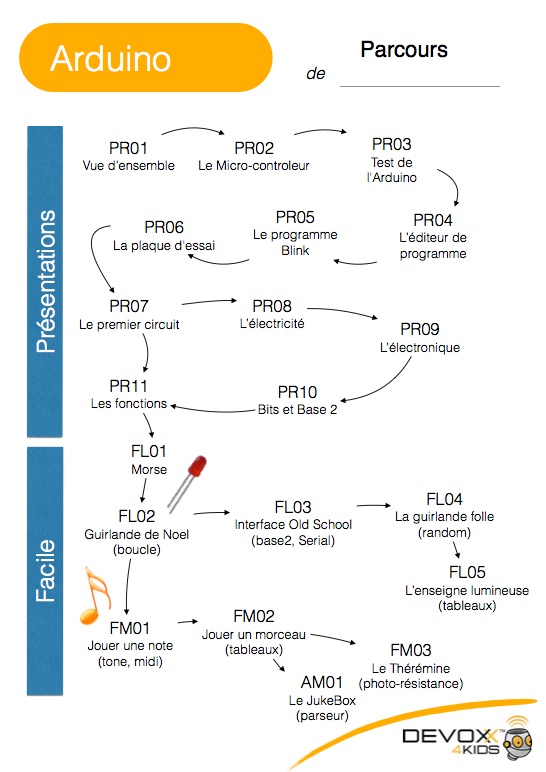 Arduino
Parcours
de
Présentations
PR01
Vue d'ensemble
PR02
Le Micro-controleur
PR03
Test de
l'Arduino
PR04
L'éditeur de
programme
PR05
Le programme
Blink
PR06
La plaque d'essai
PR07
Le premier circuit
PR08
L'électricité
PR09
L'électronique
PR10
Bits et Base 2
PR11
Les fonctions
Facile
FL01
Morse
FL02
Guirlande de Noel
(boucle)
FL03
Interface Old School
(base2, Serial)
FL04
La guirlande folle
(random)
FL05
L'enseigne lumineuse
(tableaux)
FM01
Jouer une note
(tone, midi)
FM02
Jouer un morceau
(tableaux)
FM03
Le Thérémine
(photo-résistance)
AM01
Le JukeBox
(parseur)
DEVOXX™
4KIDS